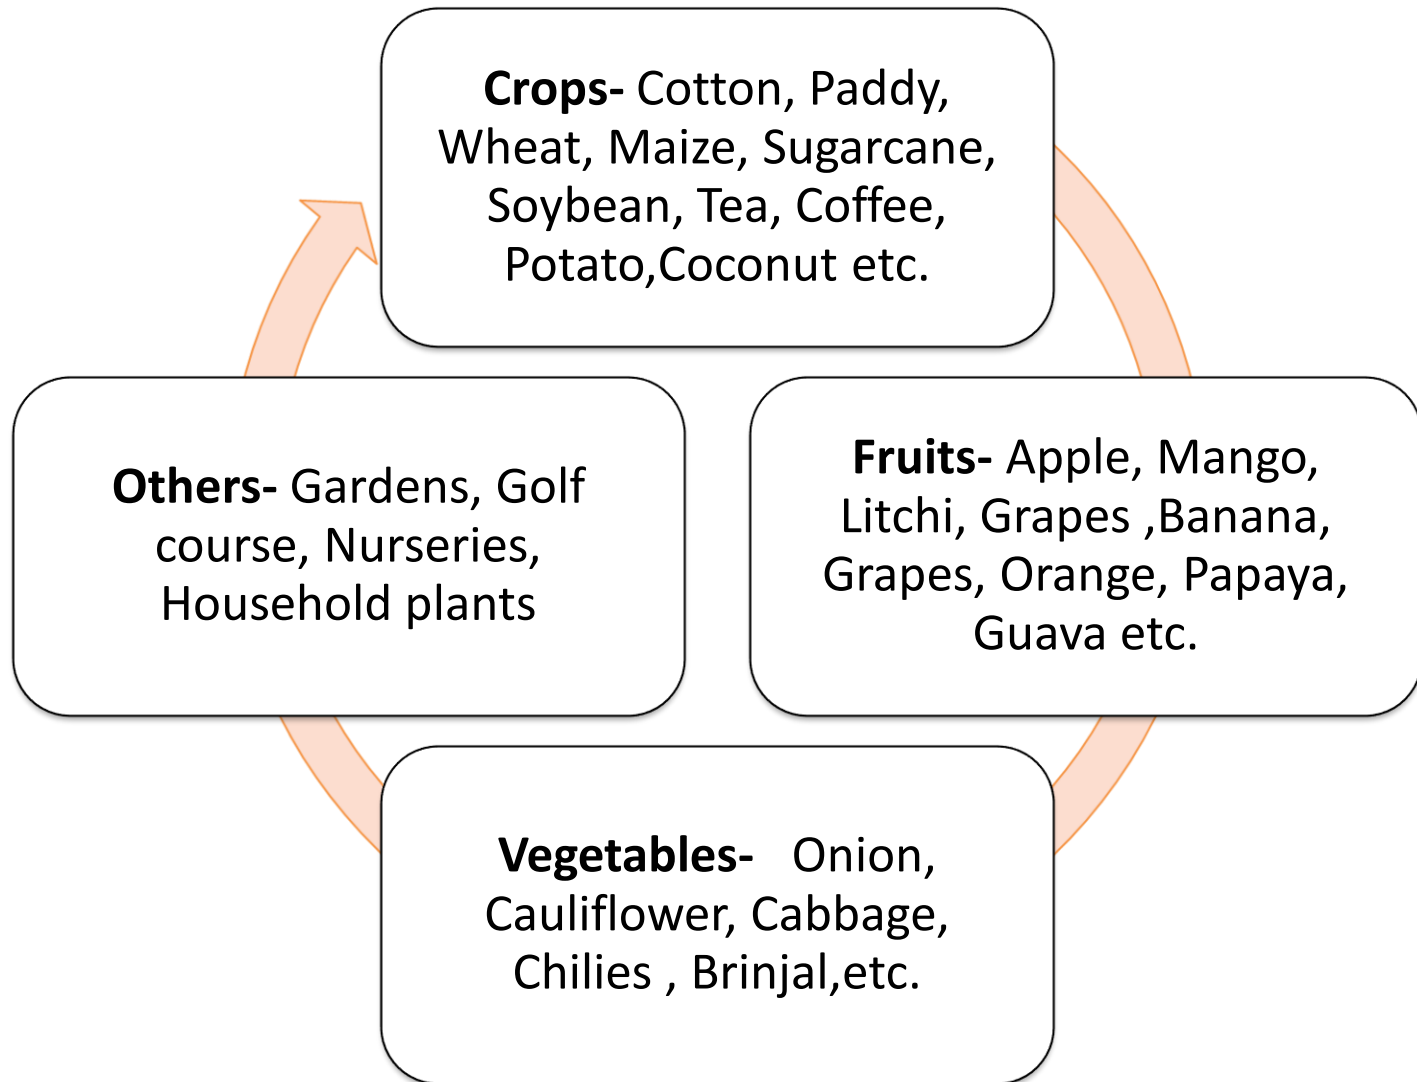 Crops- Cotton, Paddy,
Wheat, Maize, Sugarcane,
Soybean, Tea, Coffee,
Potato,Coconut etc.
Fruits- Apple, Mango,
Litchi, Grapes ,Banana,
Grapes, Orange, Papaya,
Guava etc.
Vegetables- Onion,
Cauliflower, Cabbage,
Chilies , Brinjal,etc.
Others- Gardens, Golf
course, Nurseries,
Household plants